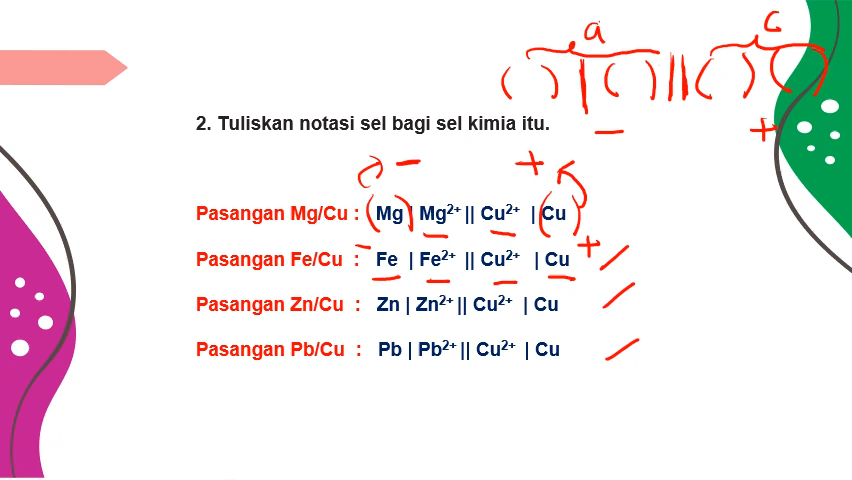 a c
( ) | ( ) || ( ) ( )
− +
2. Tuliskan notasi sel bagi sel kimia itu.
− +
Pasangan Mg/Cu : (Mg) | Mg²⁺ || Cu²⁺ | (Cu)
− +
Pasangan Fe/Cu : Fe | Fe²⁺ || Cu²⁺ | Cu
Pasangan Zn/Cu : Zn | Zn²⁺ || Cu²⁺ | Cu
Pasangan Pb/Cu : Pb | Pb²⁺ || Cu²⁺ | Cu